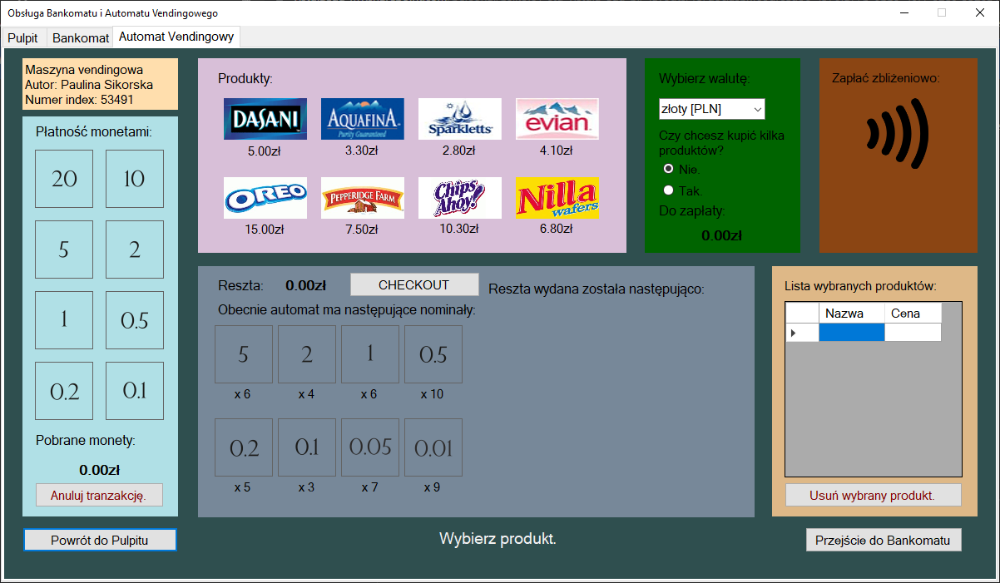 Obsługa Bankomatu i Automatu Vendingowego
Pulpit
Bankomat
Automat Vendingowy
Maszyna vendingowa
Autor: Paulina Sikorska
Numer index: 53491
Płatność monetami:
20
10
5
2
1
0.5
0.2
0.1
Pobrane monety:
0.00zł
Anuluj tranzakcję.
Powrót do Pulpitu
Produkty:
DASANI
AQUAFINA
Purity Guaranteed
Sparkletts
evian.
5.00zł
3.30zł
2.80zł
4.10zł
OREO
PEPPERIDGE FARM
Chips Ahoy!
Nilla wafers
15.00zł
7.50zł
10.30zł
6.80zł
Wybierz walutę:
złoty [PLN]
Czy chcesz kupić kilka
produktów?
Nie.
Tak.
Do zapłaty:
0.00zł
Zapłać zbliżeniowo:
Reszta:
0.00zł
CHECKOUT
Reszta wydana została następująco:
Obecnie automat ma następujące nominały:
5
2
1
0.5
x 6
x 4
x 6
x 10
0.2
0.1
0.05
0.01
x 5
x 3
x 7
x 9
Lista wybranych produktów:
Nazwa
Cena
Usuń wybrany produkt.
Wybierz produkt.
Przejście do Bankomatu